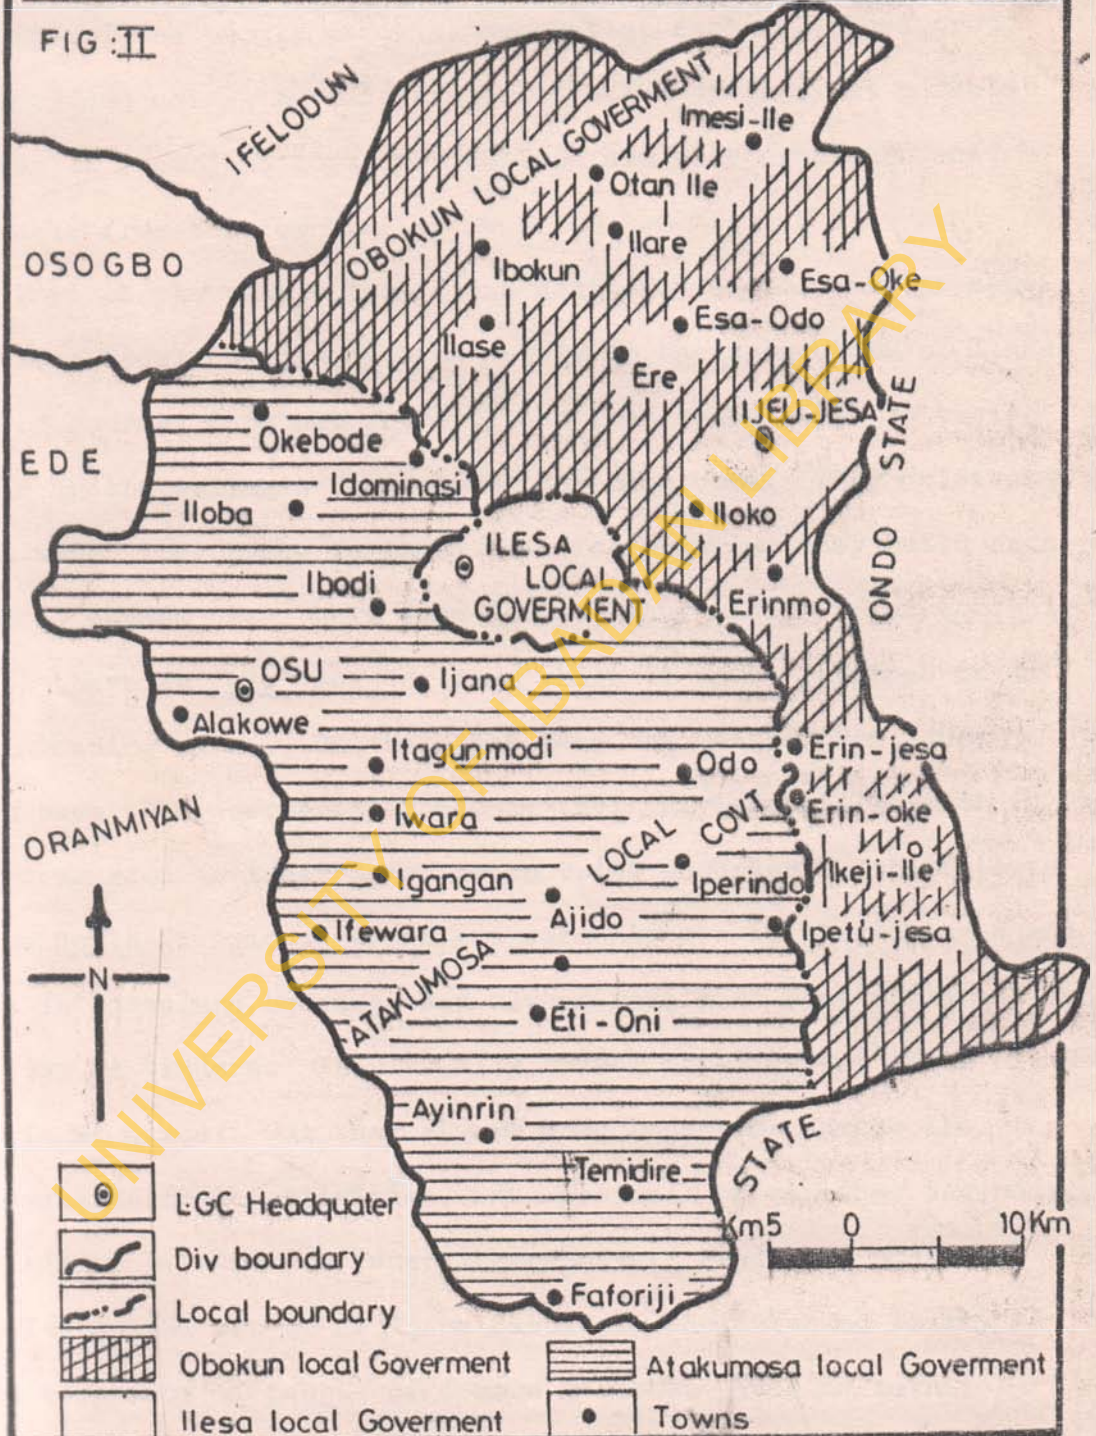 FIG : II
IFELODUN
OBOKUN LOCAL GOVERMENT
Imesi-Ile
Otan Ile
Ilare
OSOGBO
Ibokun
Esa-Oke
Esa-Odo
Ilase
Ere
IJEU-JESA
Okebode
EDE
Idominasi
Iloba
Iloko
ILESA
LOCAL
GOVERMENT
Ibodi
Erinmo
ONDO STATE
OSU
Ijana
Alakowe
Itagunmodi
Odo
Erin-jesa
Iwara
Erin-oke
ORANMIYAN
Igangan
Iperindo
Ikeji-Ile
Ajido
Ifewara
Ipetu-jesa
ATAKUMOSA LOCAL GOVT
Eti-Oni
N
Ayinrin
Temidire
STATE
Km5 0 10Km
Faforiji
LGC Headquater
Div boundary
Local boundary
Obokun local Goverment
Atakumosa local Goverment
Ilesa local Goverment
Towns
UNIVERSITY OF IBADAN LIBRARY